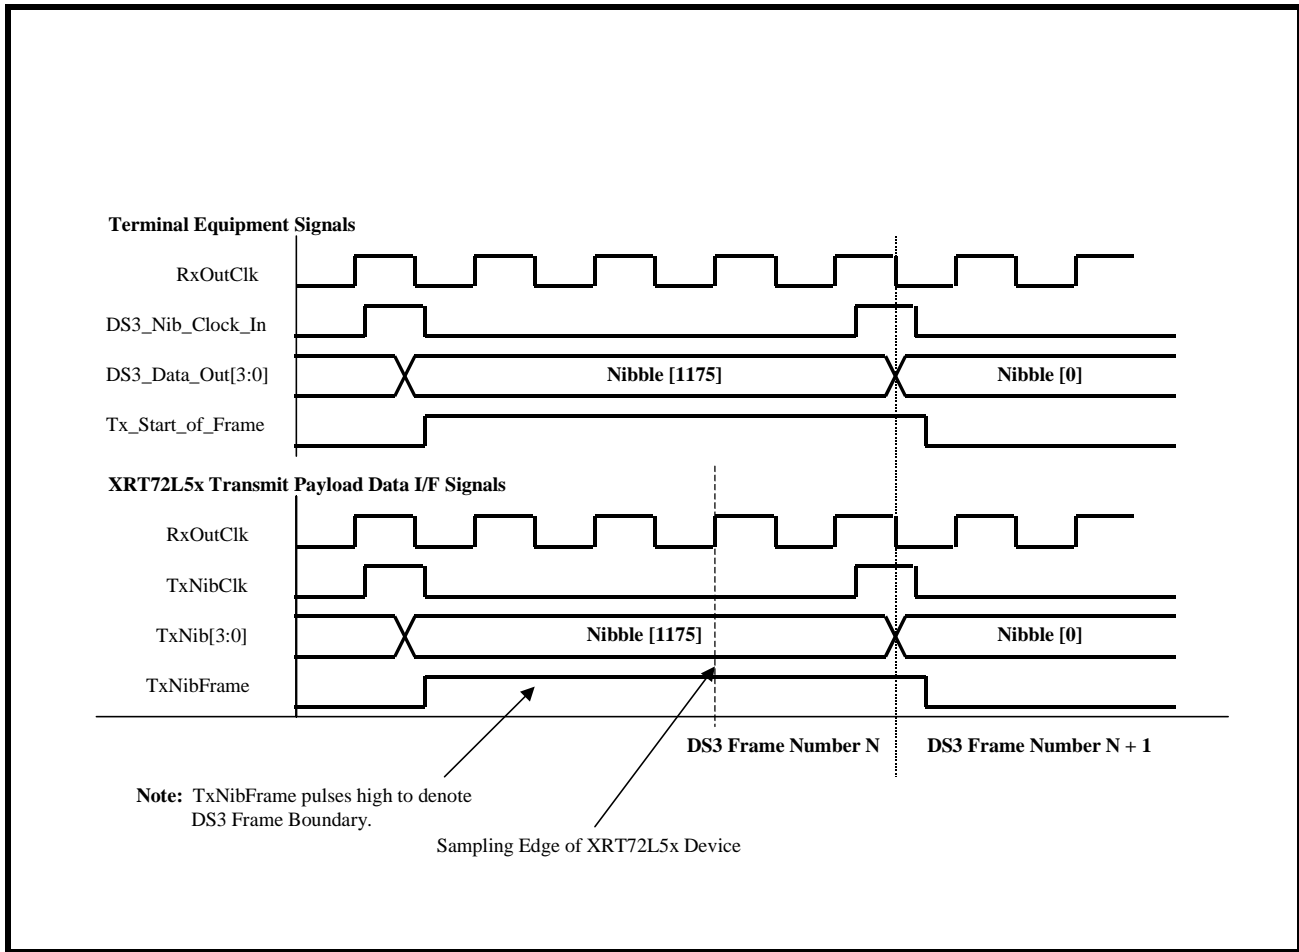 Terminal Equipment Signals
RxOutClk
DS3_Nib_Clock_In
DS3_Data_Out[3:0]
Nibble [1175]
Nibble [0]
Tx_Start_of_Frame
XRT72L5x Transmit Payload Data I/F Signals
RxOutClk
TxNibClk
TxNib[3:0]
Nibble [1175]
Nibble [0]
TxNibFrame
DS3 Frame Number N
DS3 Frame Number N + 1
Note: TxNibFrame pulses high to denote
DS3 Frame Boundary.
Sampling Edge of XRT72L5x Device